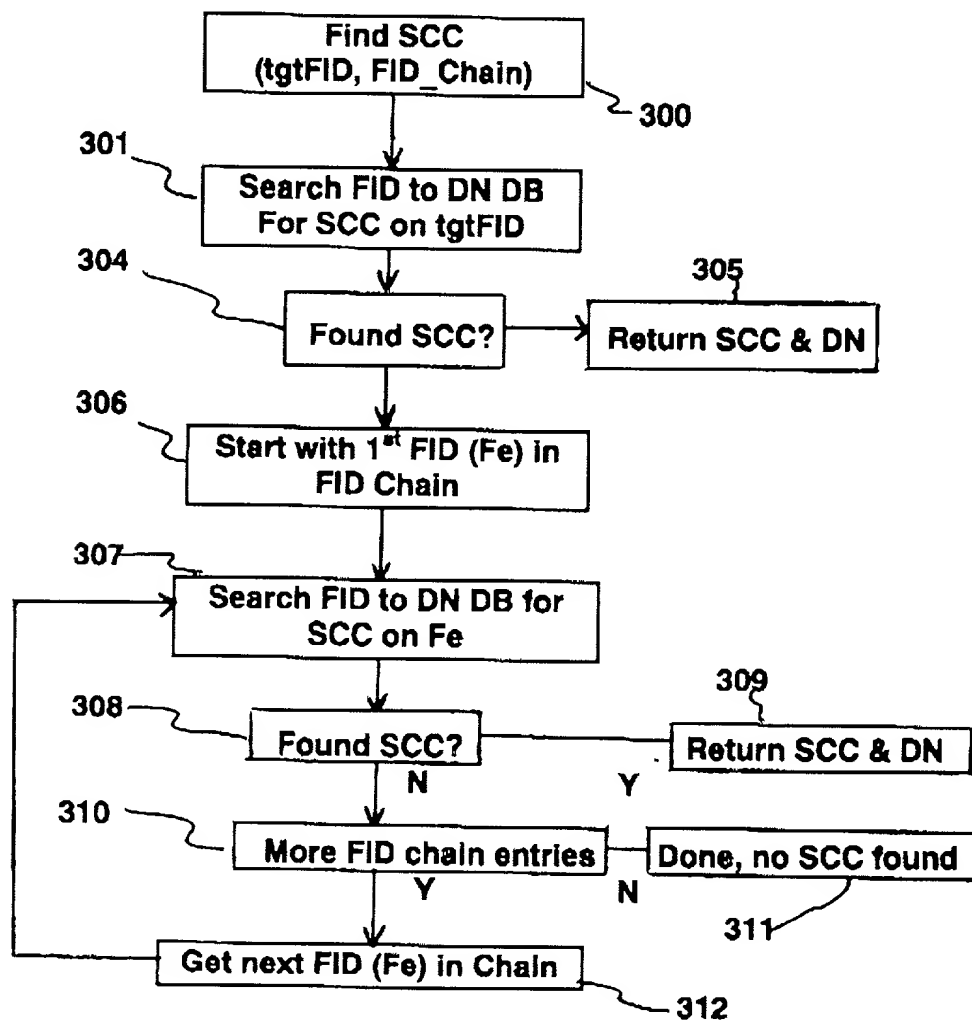 Find SCC
(tgtFID, FID_Chain)
300
301
Search FID to DN DB
For SCC on tgtFID
304
305
Found SCC?
Return SCC & DN
306
Start with 1st FID (Fe) in
FID Chain
307
Search FID to DN DB for
SCC on Fe
308
309
Found SCC?
Return SCC & DN
N
Y
310
More FID chain entries
Done, no SCC found
Y
N
311
Get next FID (Fe) in Chain
312